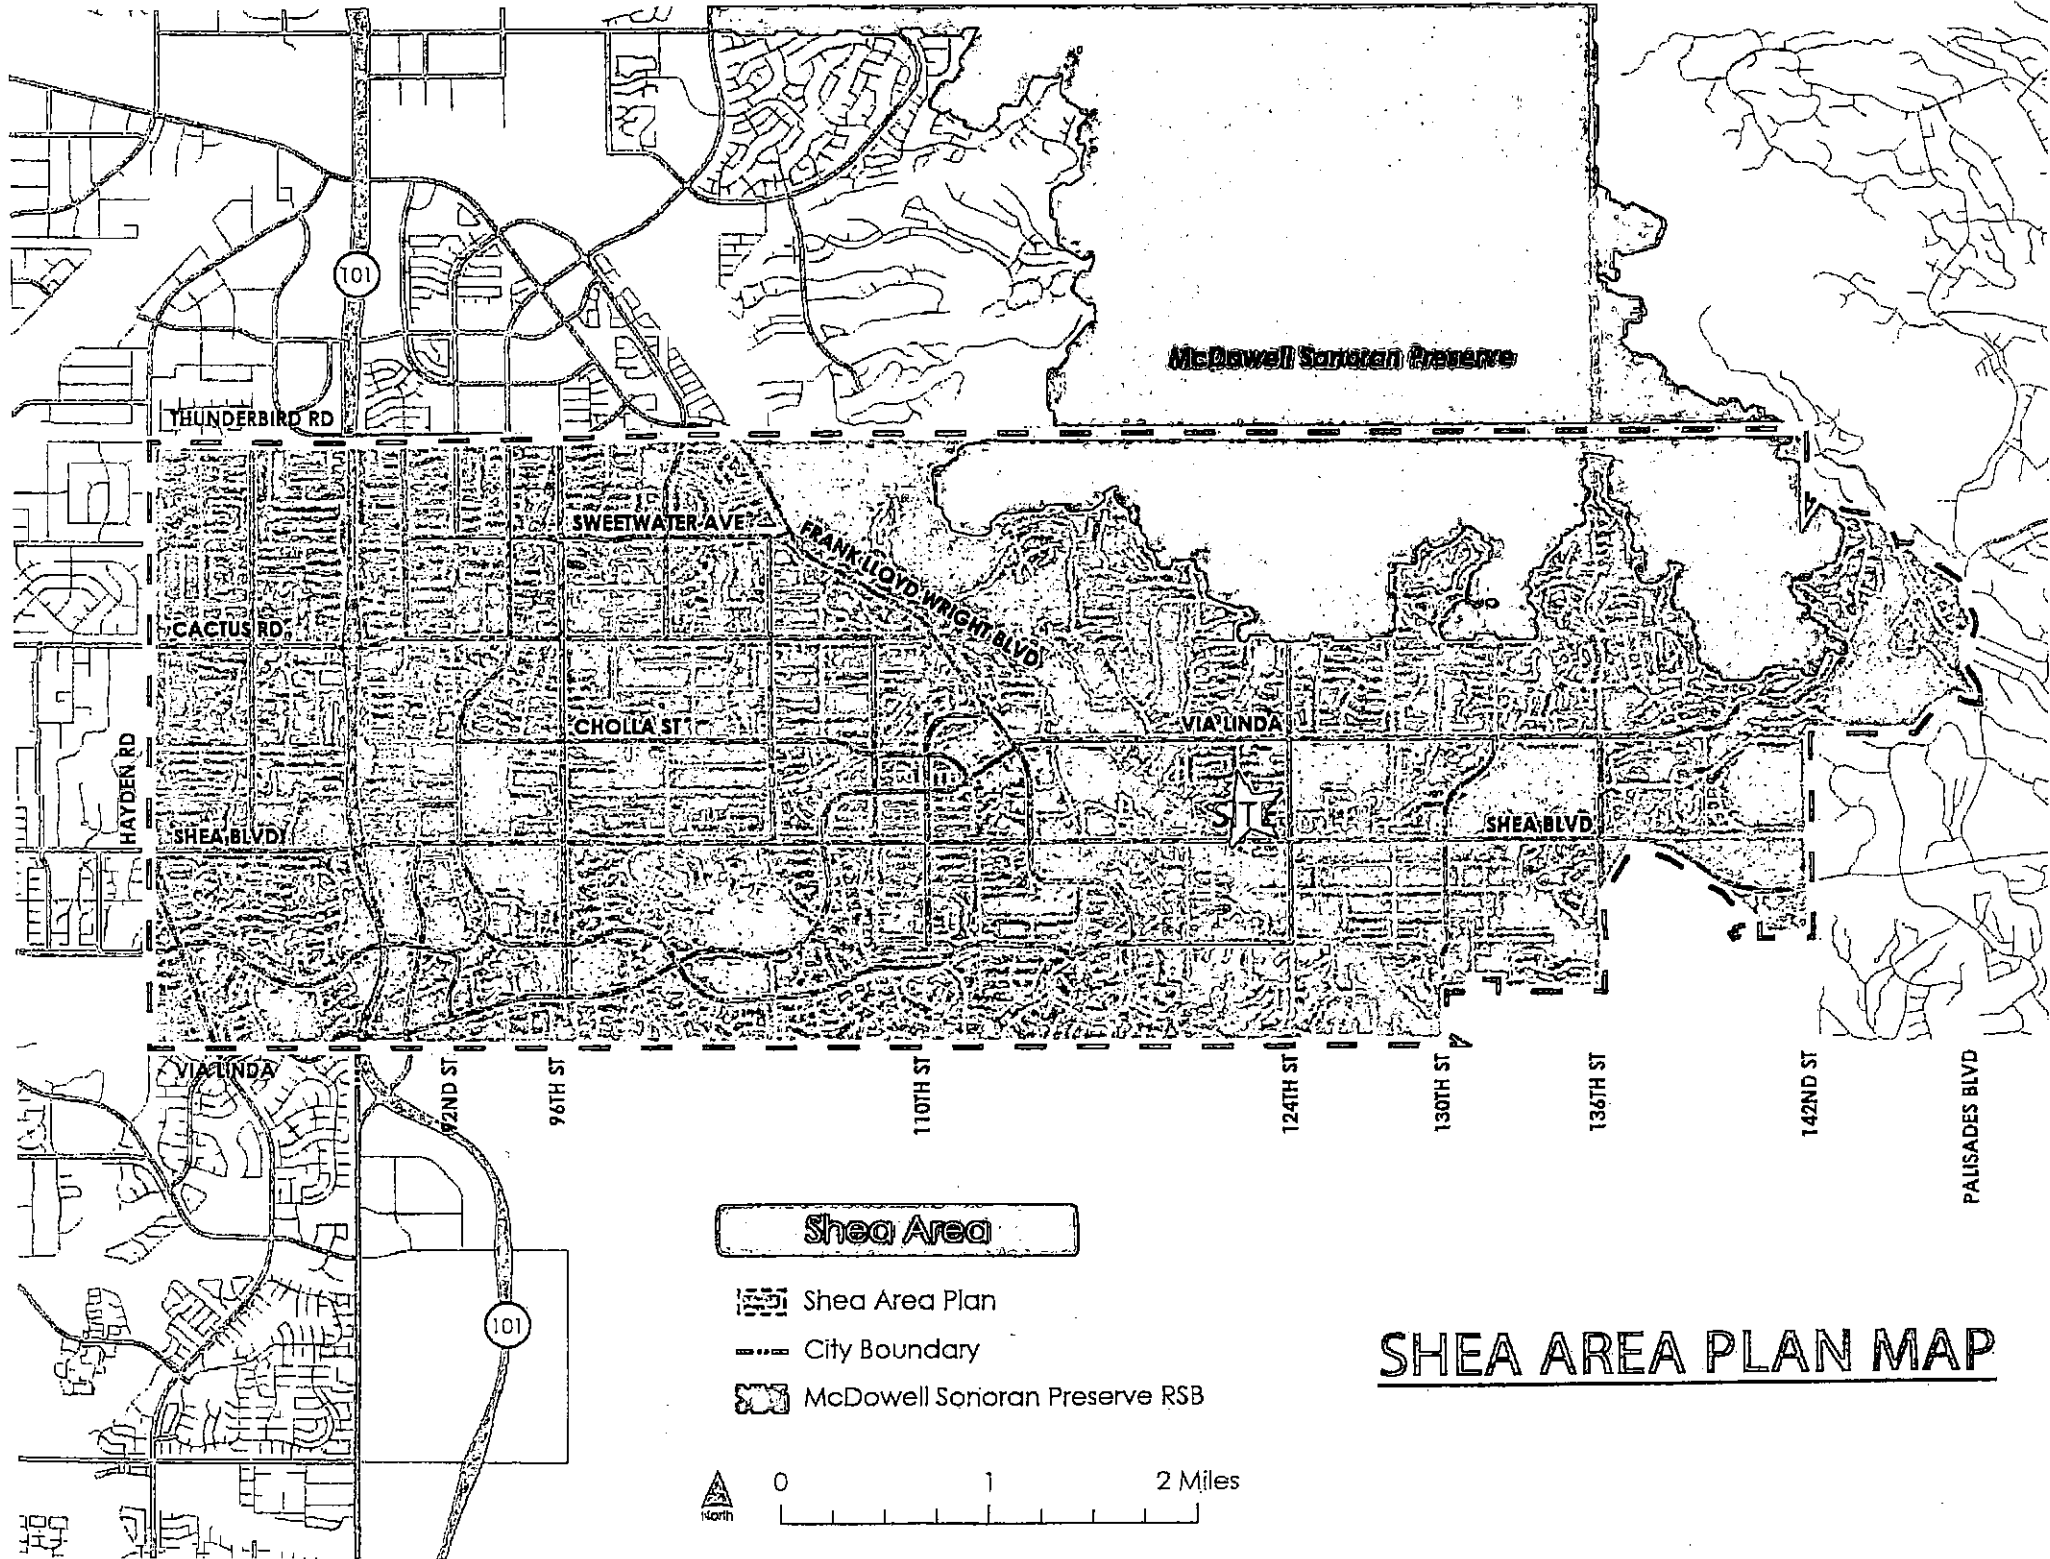 101
McDowell Sonoran Preserve
THUNDERBIRD RD
SWEETWATER AVE
FRANK LLOYD WRIGHT BLVD
CACTUS RD
CHOLLA ST
VIA LINDA
HAYDEN RD
SITE
SHEA BLVD
SHEA BLVD
VIA LINDA
92ND ST
96TH ST
110TH ST
124TH ST
130TH ST
136TH ST
142ND ST
PALISADES BLVD
Shea Area
Shea Area Plan
City Boundary
McDowell Sonoran Preserve RSB
101
SHEA AREA PLAN MAP
North
0 1 2 Miles